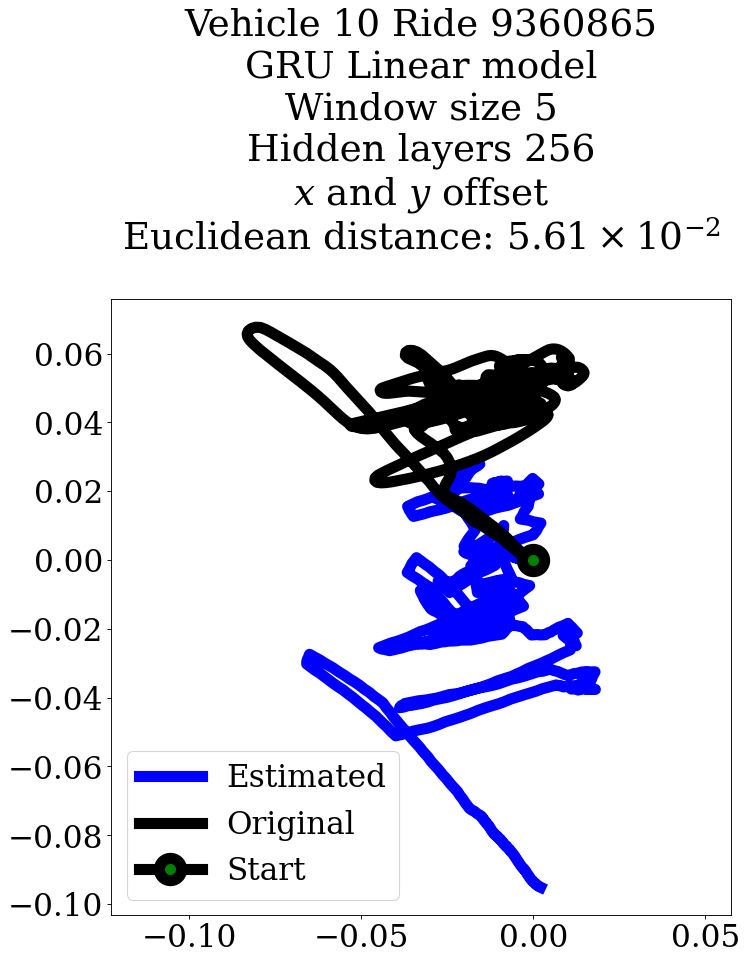 Vehicle 10 Ride 9360865
GRU Linear model
Window size 5
Hidden layers 256
x and y offset
Euclidean distance: 5.61 × 10⁻²
0.06
0.04
0.02
0.00
−0.02
−0.04
−0.06
−0.08
−0.10
Estimated
Original
Start
−0.10 −0.05 0.00 0.05